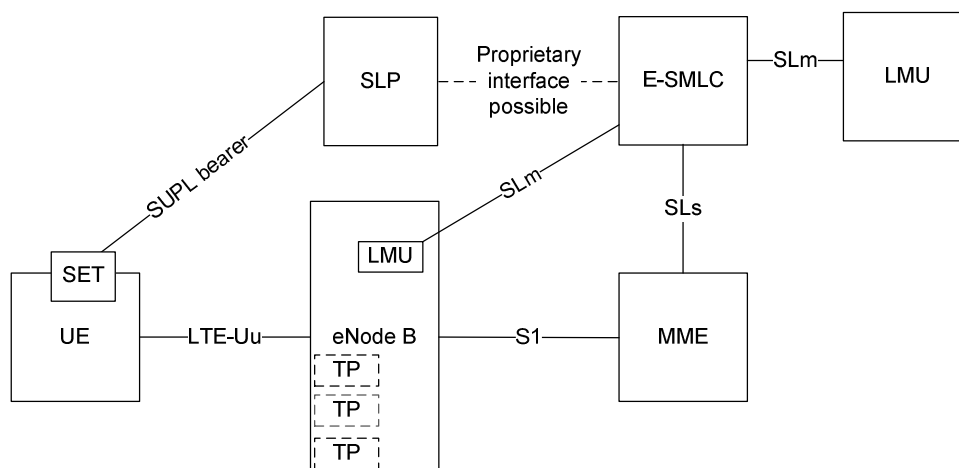 SLP
Proprietary
interface
possible
E-SMLC
SLm
LMU
SUPL bearer
SLm
SLs
LMU
SET
UE
LTE-Uu
eNode B
S1
MME
TP
TP
TP